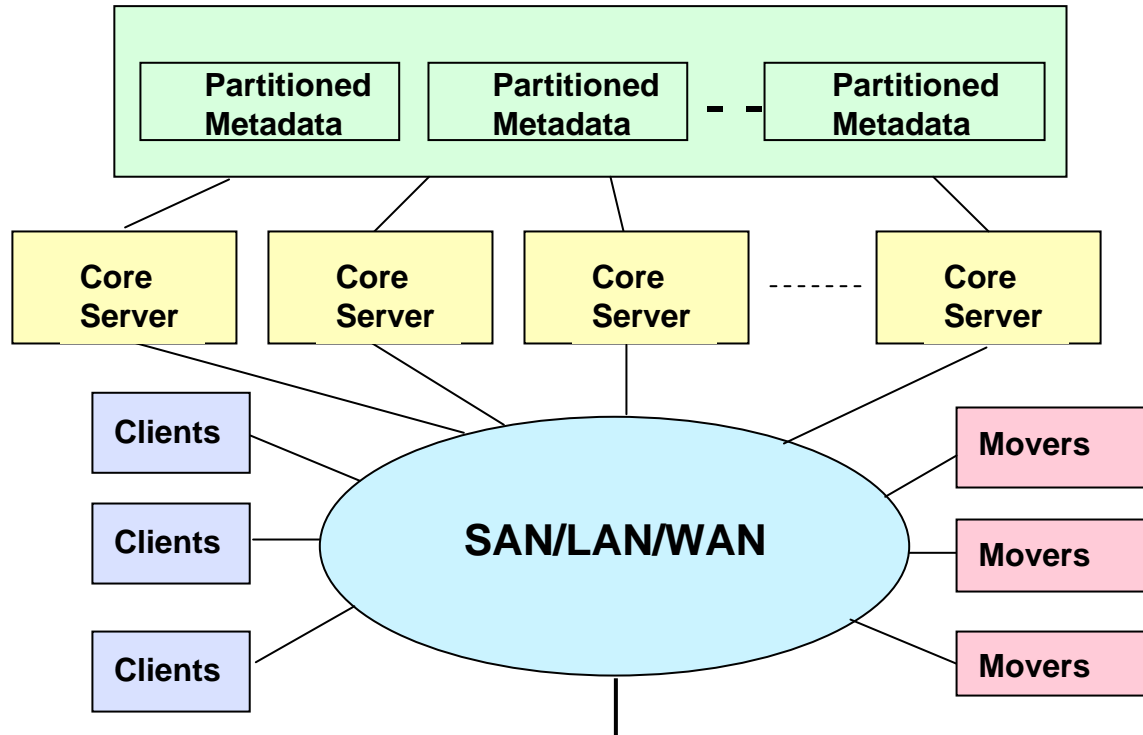 Partitioned
Metadata
Partitioned
Metadata
Partitioned
Metadata
Core
Server
Core
Server
Core
Server
Core
Server
Clients
Clients
Clients
SAN/LAN/WAN
Movers
Movers
Movers